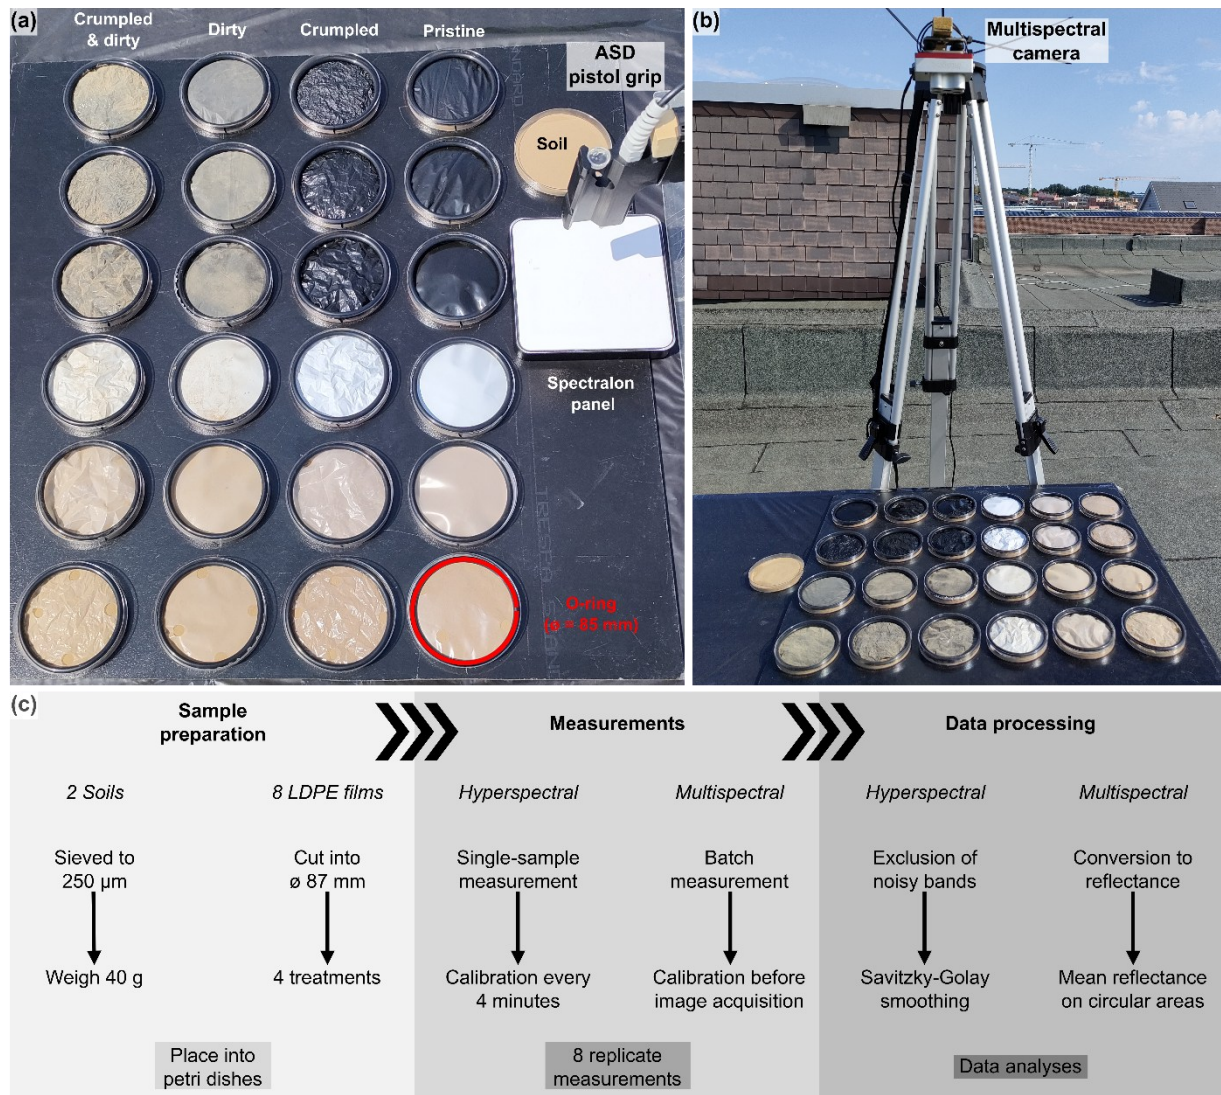 (a)
Crumpled
& dirty
Dirty
Crumpled
Pristine
ASD
pistol grip
Soil
Spectralon
panel
O-ring
(ø = 85 mm)
TRESPA
(b)
Multispectral
camera
(c)
Sample
preparation
Measurements
Data processing
2 Soils
8 LDPE films
Hyperspectral
Multispectral
Hyperspectral
Multispectral
Sieved to
250 µm
Cut into
ø 87 mm
Single-sample
measurement
Batch
measurement
Exclusion of
noisy bands
Conversion to
reflectance
Weigh 40 g
4 treatments
Calibration every
4 minutes
Calibration before
image acquisition
Savitzky-Golay
smoothing
Mean reflectance
on circular areas
Place into
petri dishes
8 replicate
measurements
Data analyses